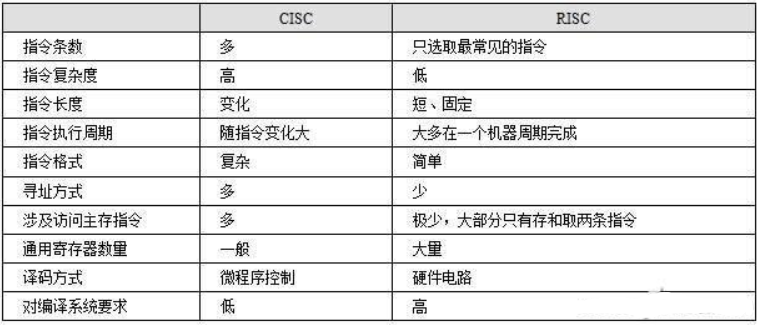 CISC RISC
指令条数 多 只选取最常见的指令
指令复杂度 高 低
指令长度 变化 短、固定
指令执行周期 随指令变化大 大多在一个机器周期完成
指令格式 复杂 简单
寻址方式 多 少
涉及访问主存指令 多 极少，大部分只有存和取两条指令
通用寄存器数量 一般 大量
译码方式 微程序控制 硬件电路
对编译系统要求 低 高